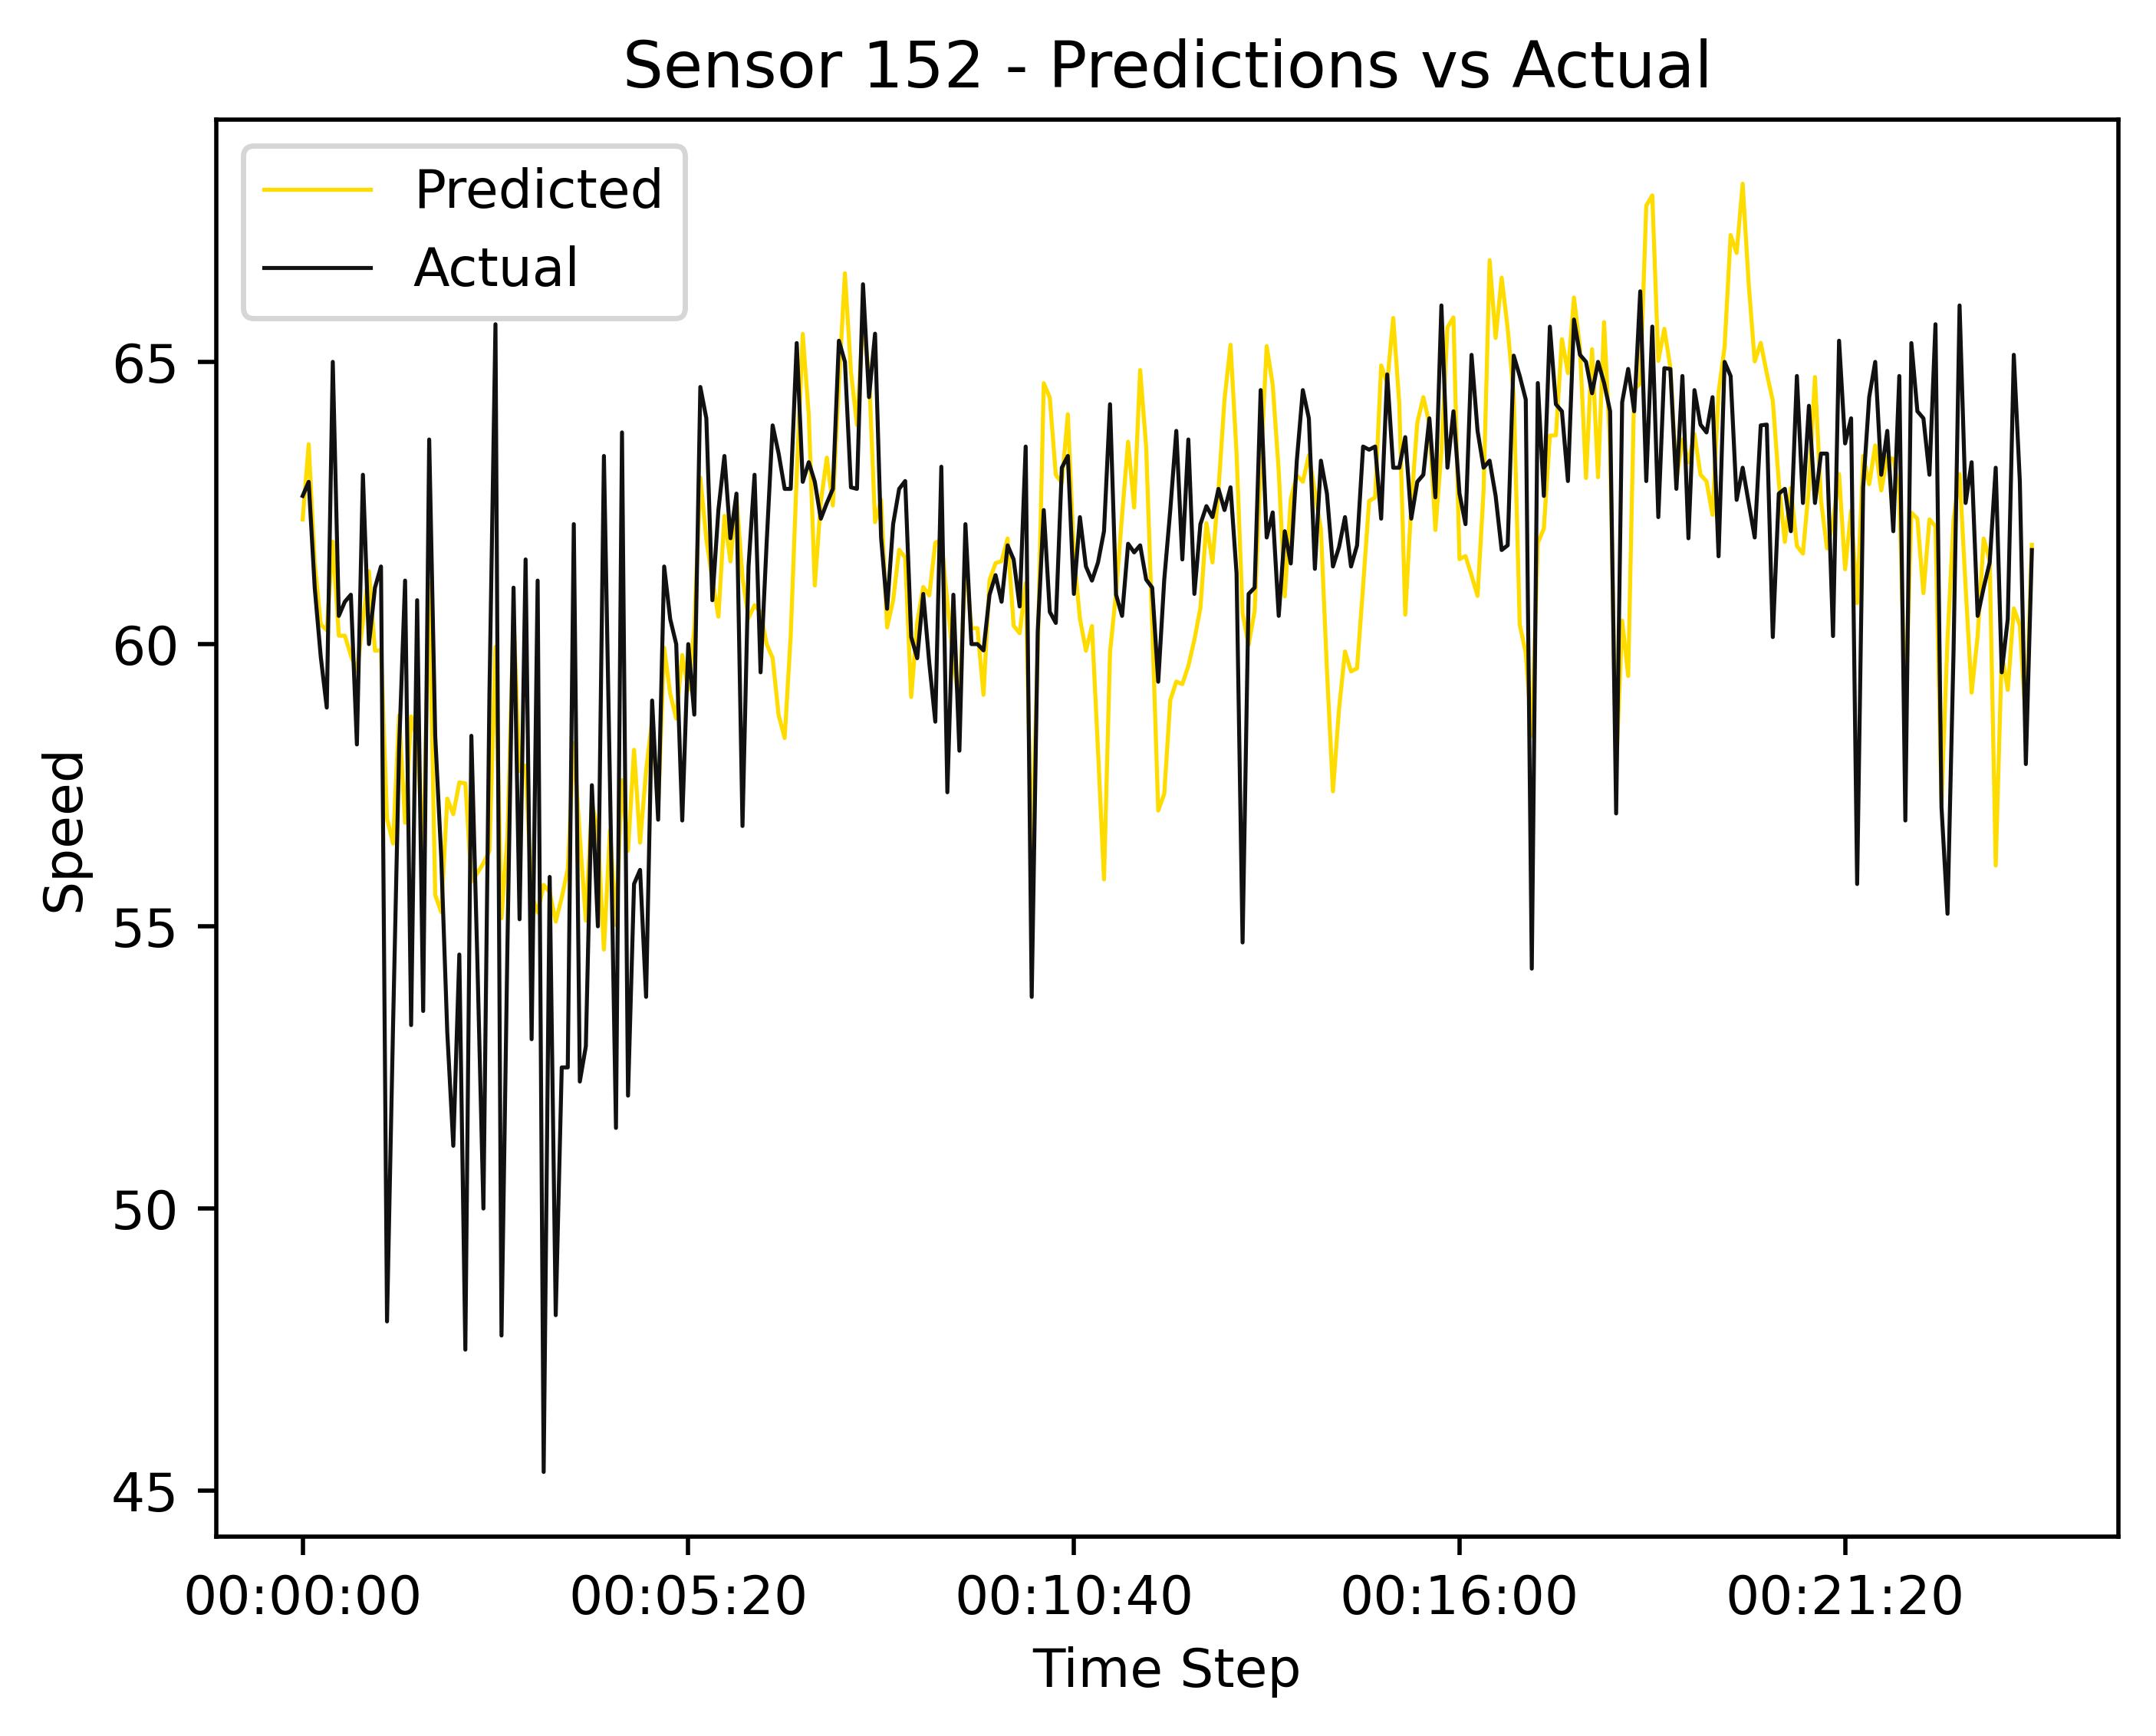 Sensor 152 - Predictions vs Actual
Predicted
Actual
65
60
55
50
45
Speed
00:00:00
00:05:20
00:10:40
00:16:00
00:21:20
Time Step